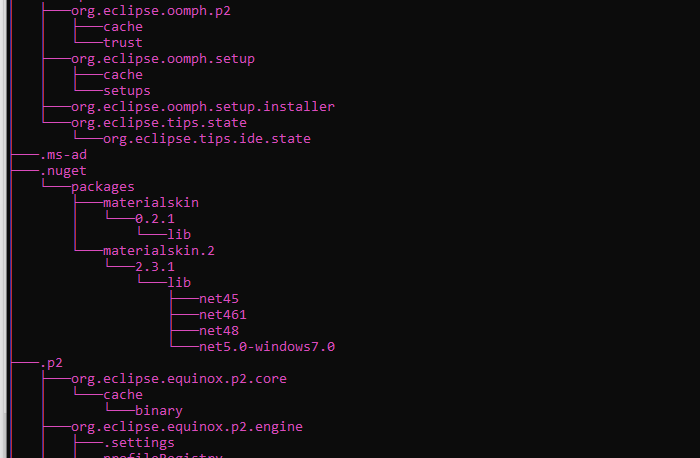 ├───org.eclipse.oomph.p2
├───cache
└───trust
├───org.eclipse.oomph.setup
├───cache
└───setups
├───org.eclipse.oomph.setup.installer
└───org.eclipse.tips.state
└───org.eclipse.tips.ide.state
├───.ms-ad
├───.nuget
└───packages
├───materialskin
└───0.2.1
└───lib
└───materialskin.2
└───2.3.1
└───lib
├───net45
├───net461
├───net48
└───net5.0-windows7.0
├───.p2
├───org.eclipse.equinox.p2.core
└───cache
└───binary
├───org.eclipse.equinox.p2.engine
├───.settings
profileRegistry